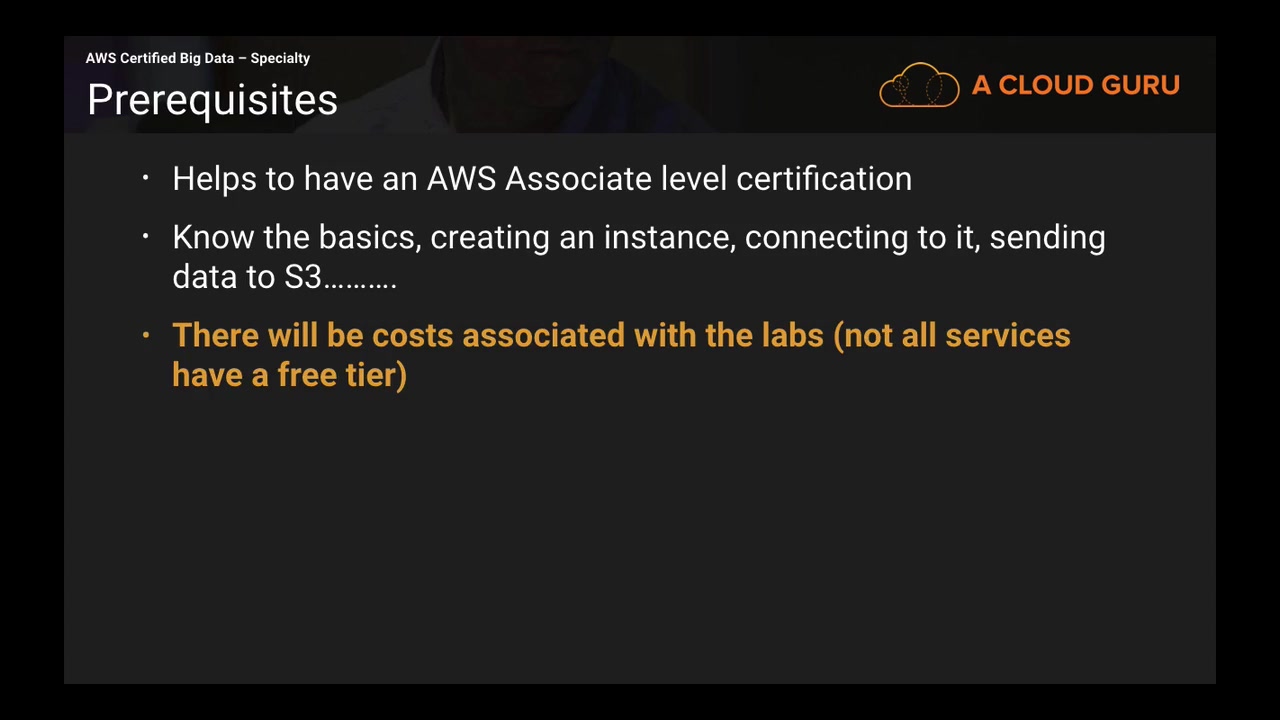 AWS Certified Big Data – Specialty
Prerequisites
A CLOUD GURU
• Helps to have an AWS Associate level certification
• Know the basics, creating an instance, connecting to it, sending
data to S3……….
• There will be costs associated with the labs (not all services
have a free tier)